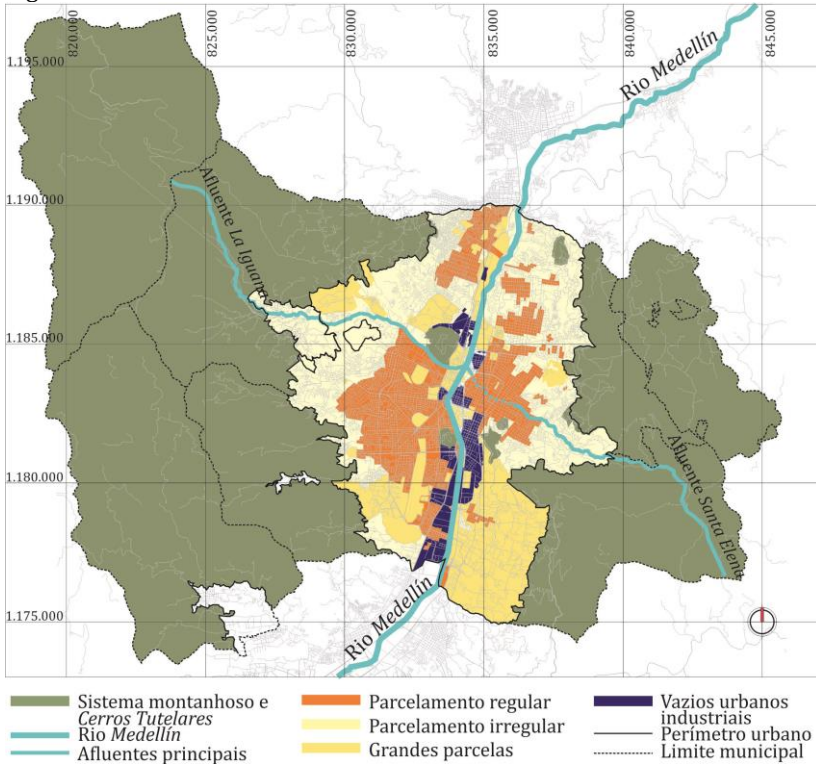 820.000
825.000
830.000
835.000
840.000
845.000
1.195.000
Rio Medellín
1.190.000
Afluente La Iguana
1.185.000
1.180.000
Afluente Santa Elena
1.175.000
Rio Medellín
Sistema montanhoso e
Cerros Tutelares
Rio Medellín
Afluentes principais
Parcelamento regular
Parcelamento irregular
Grandes parcelas
Vazios urbanos
industriais
Perímetro urbano
Limite municipal